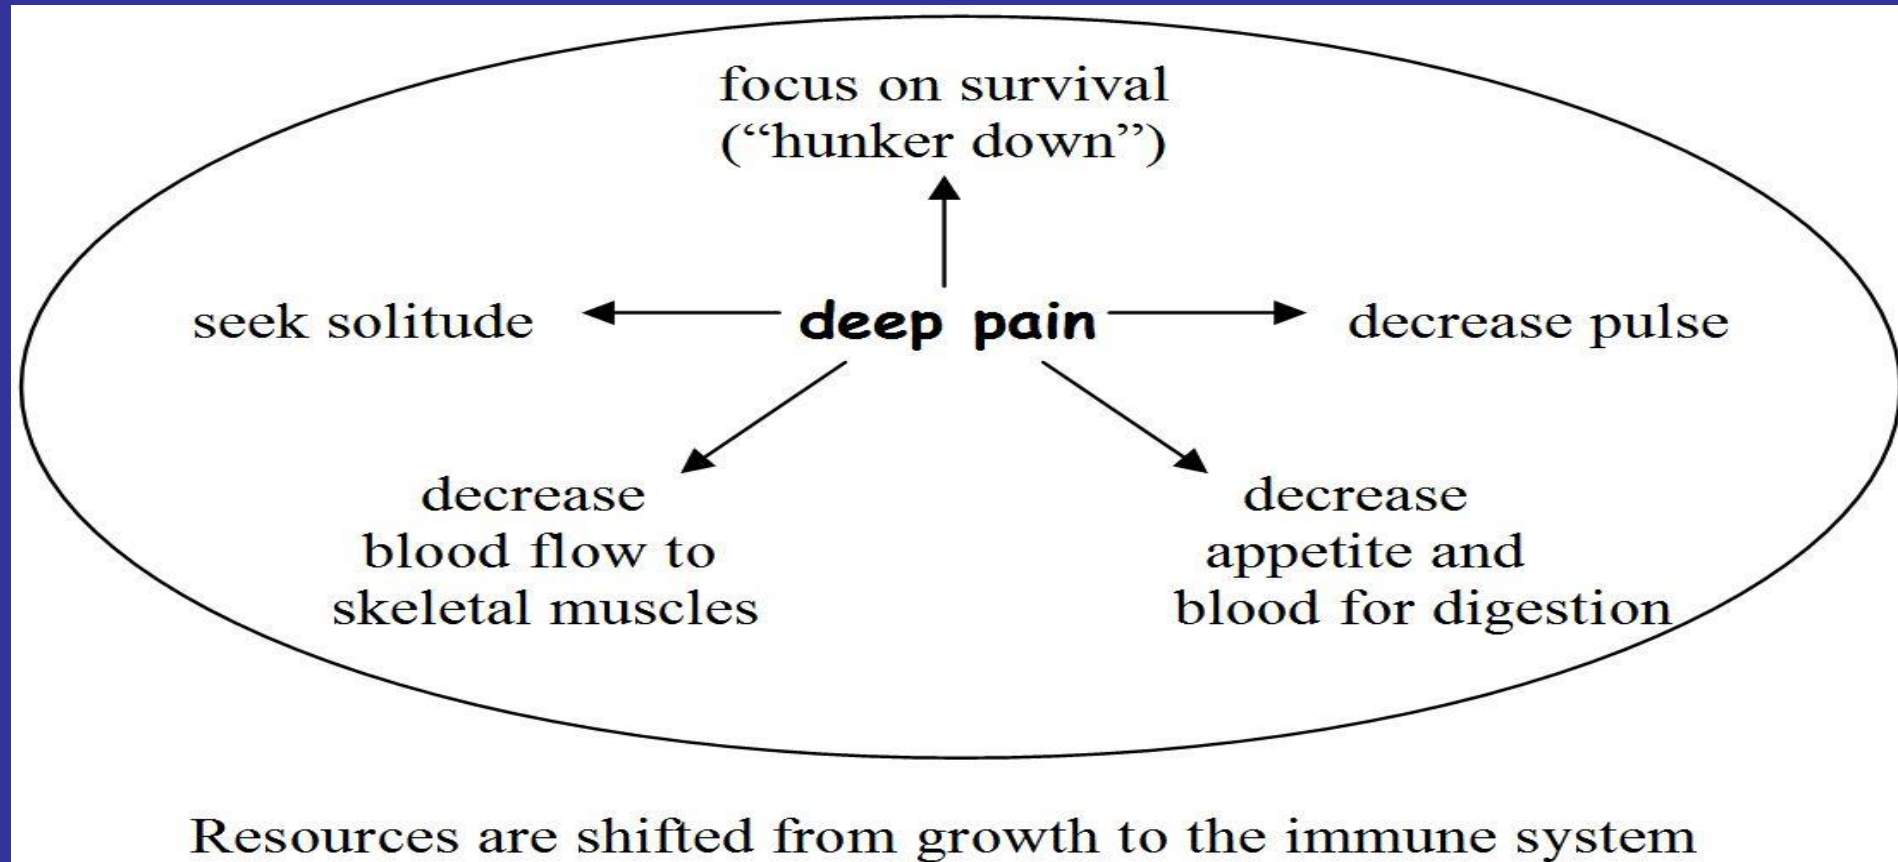 focus on survival
(“hunker down”)
seek solitude
deep pain
decrease pulse
decrease
blood flow to
skeletal muscles
decrease
appetite and
blood for digestion
Resources are shifted from growth to the immune system